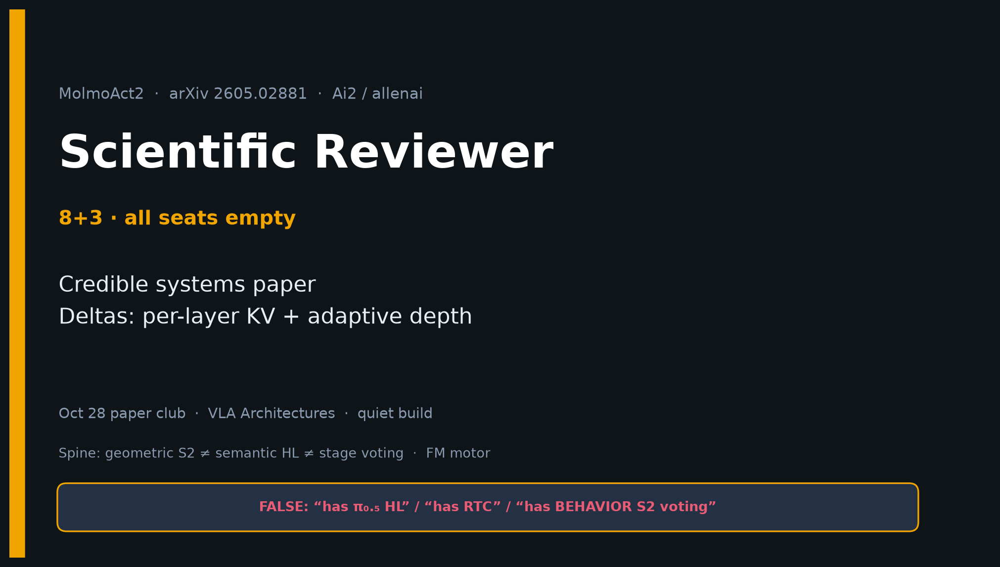 MolmoAct2 · arXiv 2605.02881 · Ai2 / allenai
Scientific Reviewer
8+3 · all seats empty
Credible systems paper
Deltas: per-layer KV + adaptive depth
Oct 28 paper club · VLA Architectures · quiet build
Spine: geometric S2 ≠ semantic HL ≠ stage voting · FM motor
FALSE: “has π₀.₅ HL” / “has RTC” / “has BEHAVIOR S2 voting”